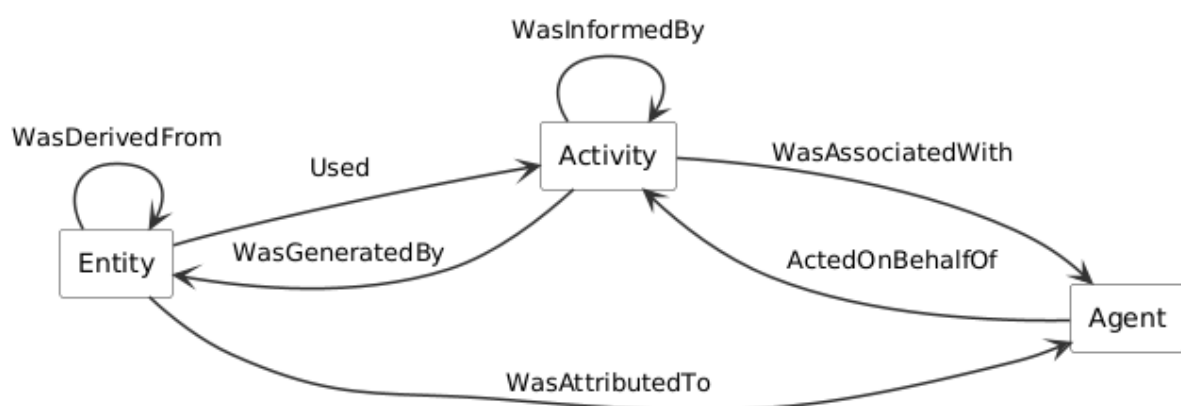 WasInformedBy
WasDerivedFrom
Used
Activity
WasAssociatedWith
Entity
WasGeneratedBy
ActedOnBehalfOf
Agent
WasAttributedTo